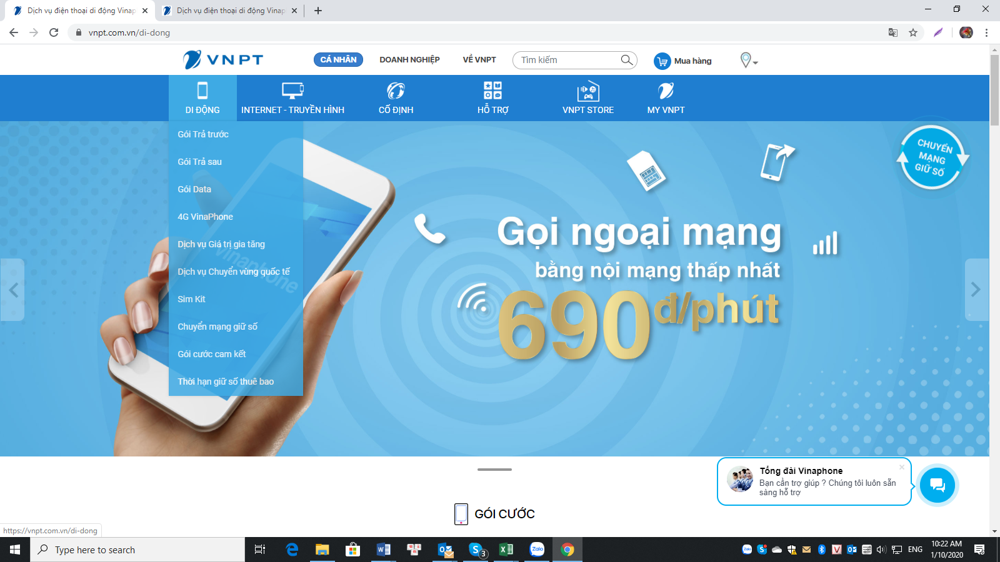 Dịch vụ điện thoại di động Vinap
Dịch vụ điện thoại di động Vinap
vnpt.com.vn/di-dong
VNPT
CÁ NHÂN
DOANH NGHIỆP
VỀ VNPT
Tìm kiếm
Mua hàng
DI ĐỘNG
INTERNET - TRUYỀN HÌNH
CỐ ĐỊNH
HỖ TRỢ
VNPT STORE
MY VNPT
Gói Trả trước
Gói Trả sau
Gói Data
4G VinaPhone
Dịch vụ Giá trị gia tăng
Dịch vụ Chuyển vùng quốc tế
Sim Kit
Chuyển mạng giữ số
Gói cước cam kết
Thời hạn giữ số thuê bao
vinaphone
CHUYỂN
MẠNG
GIỮ SỐ
Gọi ngoại mạng
bằng nội mạng thấp nhất
690đ/phút
Tổng đài Vinaphone
Bạn cần trợ giúp ? Chúng tôi luôn sẵn
sàng hỗ trợ
GÓI CƯỚC
https://vnpt.com.vn/di-dong
Type here to search
3
Zalo
Zalo
ENG
10:22 AM
1/10/2020